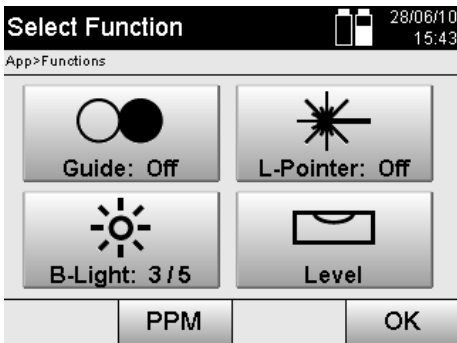 Select Function
28/06/10
15:43
App>Functions
Guide: Off
L-Pointer: Off
B-Light: 3/5
Level
PPM
OK